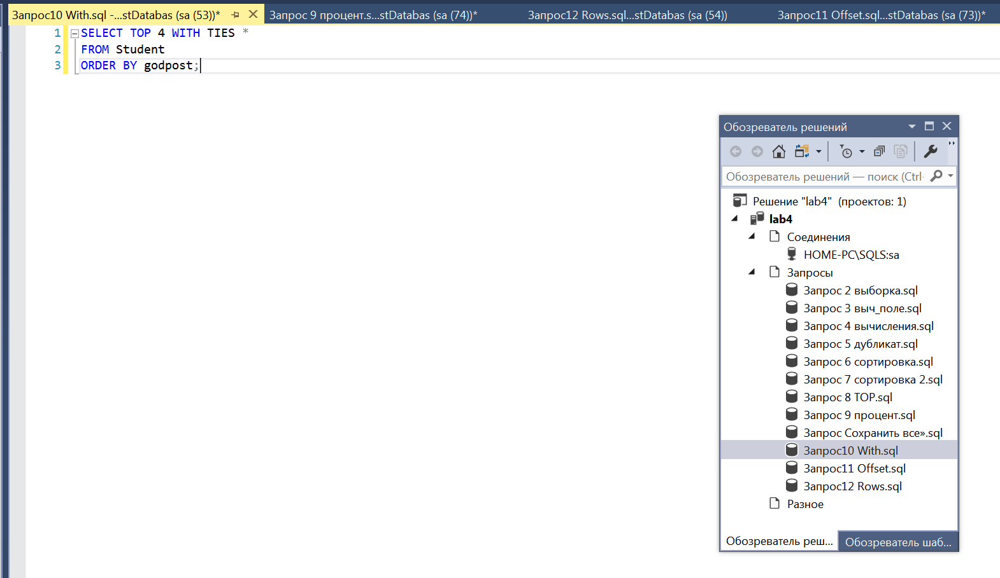 Запрос10 With.sql -...stDatabas (sa (53))* Запрос 9 процент.s...stDatabas (sa (74))* Запрос12 Rows.sql...stDatabas (sa (54)) Запрос11 Offset.sql...stDatabas (sa (73))*
1 SELECT TOP 4 WITH TIES *
2 FROM Student
3 ORDER BY godpost;
Обозреватель решений
Обозреватель решений — поиск (Ctrl-
Решение "lab4" (проектов: 1)
lab4
Соединения
HOME-PC\SQLS:sa
Запросы
Запрос 2 выборка.sql
Запрос 3 выч_поле.sql
Запрос 4 вычисления.sql
Запрос 5 дубликат.sql
Запрос 6 сортировка.sql
Запрос 7 сортировка 2.sql
Запрос 8 TOP.sql
Запрос 9 процент.sql
Запрос Сохранить все».sql
Запрос10 With.sql
Запрос11 Offset.sql
Запрос12 Rows.sql
Разное
Обозреватель реш... Обозреватель шаб...